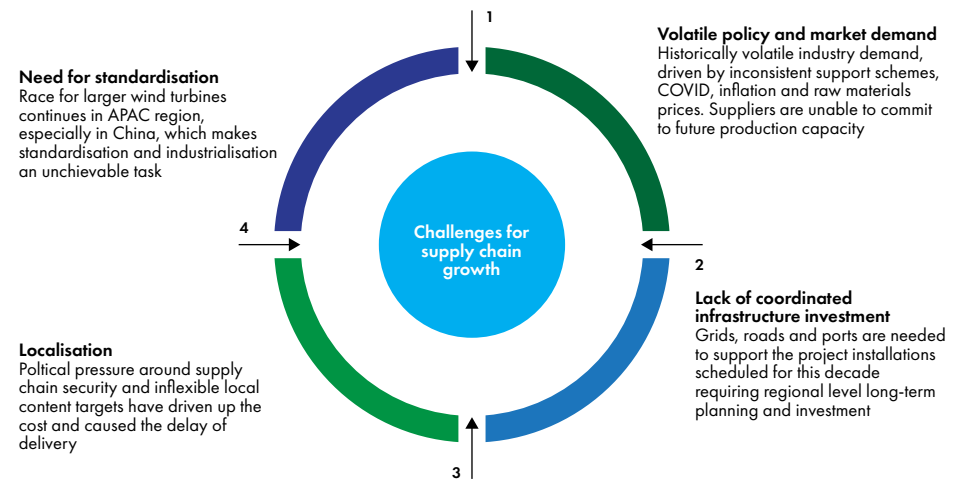 1
Volatile policy and market demand
Historically volatile industry demand,
driven by inconsistent support schemes,
COVID, inflation and raw materials
prices. Suppliers are unable to commit
to future production capacity
2
Lack of coordinated
infrastructure investment
Grids, roads and ports are needed
to support the project installations
scheduled for this decade
requiring regional level long-term
planning and investment
3
Localisation
Poltical pressure around supply
chain security and inflexible local
content targets have driven up the
cost and caused the delay of
delivery
4
Need for standardisation
Race for larger wind turbines
continues in APAC region,
especially in China, which makes
standardisation and industrialisation
an unchievable task
Challenges for
supply chain
growth